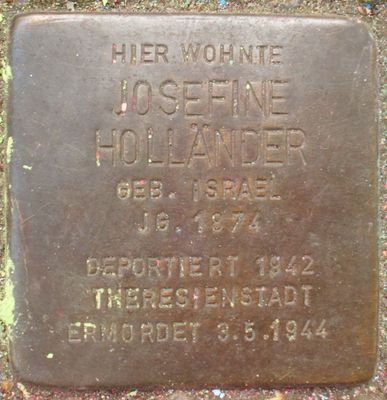 HIER WOHNTE
JOSEFINE
HOLLÄNDER
GEB. ISRAEL
JG. 1874
DEPORTIERT 1942
THERESIENSTADT
ERMORDET 3.5.1944